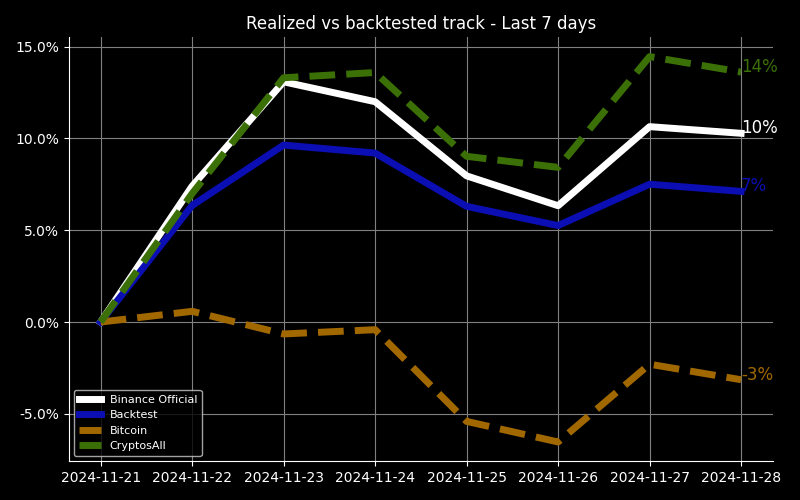 Realized vs backtested track - Last 7 days
15.0%
10.0%
5.0%
0.0%
-5.0%
14%
10%
7%
-3%
Binance Official
Backtest
Bitcoin
CryptosAll
2024-11-21 2024-11-22 2024-11-23 2024-11-24 2024-11-25 2024-11-26 2024-11-27 2024-11-28